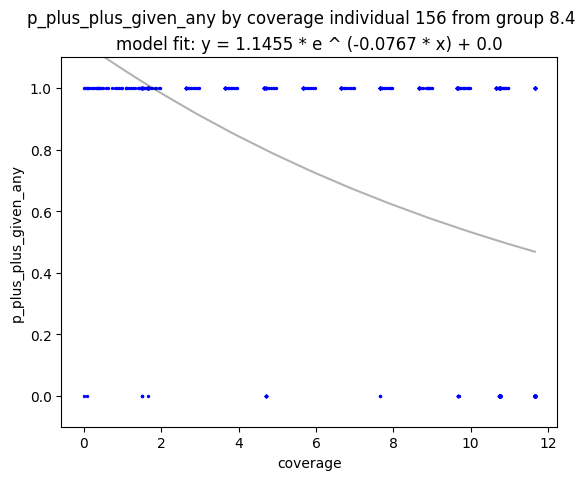 p_plus_plus_given_any by coverage individual 156 from group 8.4
model fit: y = 1.1455 * e ^ (-0.0767 * x) + 0.0
1.0
0.8
0.6
0.4
0.2
0.0
p_plus_plus_given_any
0 2 4 6 8 10 12
coverage